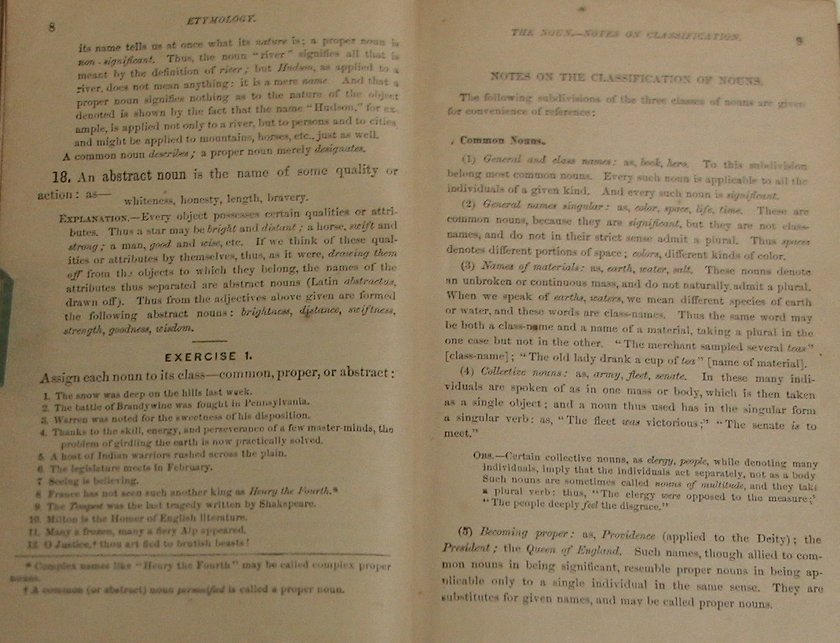 8
ETYMOLOGY.
its name tells us at once what its nature is; a proper noun is
non-significant. Thus, the noun "river" signifies all that is
meant by the definition of river; but Hudson, as applied to a
river, does not mean anything: it is a mere name. And that a
proper noun signifies nothing as to the nature of the object
denoted is shown by the fact that the name "Hudson," for ex-
ample, is applied not only to a river, but to persons and to cities
and might be applied to mountains, horses, etc., just as well.
A common noun describes; a proper noun merely designates.
18. An abstract noun is the name of some quality or
action: as—
whiteness, honesty, length, bravery.
EXPLANATION.—Every object possesses certain qualities or attri-
butes. Thus a star may be bright and distant; a horse, swift and
strong; a man, good and wise, etc. If we think of these qual-
ities or attributes by themselves, thus, as it were, drawing them
off from the objects to which they belong, the names of the
attributes thus separated are abstract nouns (Latin abstractus,
drawn off). Thus from the adjectives above given are formed
the following abstract nouns: brightness, distance, swiftness,
strength, goodness, wisdom.
EXERCISE 1.
Assign each noun to its class—common, proper, or abstract:
1. The snow was deep on the hills last week.
2. The battle of Brandywine was fought in Pennsylvania.
3. Warren was noted for the sweetness of his disposition.
4. Thanks to the skill, energy, and perseverance of a few master-minds, the
problem of girdling the earth is now practically solved.
5. A host of Indian warriors rushed across the plain.
6. The legislature meets in February.
7. Seeing is believing.
8. France has not seen such another king as Henry the Fourth.*
9. The Tempest was the last tragedy written by Shakspeare.
10. Milton is the Homer of English literature.
11. Many a frozen, many a fiery Alp appeared.
12. O Justice,† thou art fled to brutish beasts!
* Complex names like "Henry the Fourth" may be called complex proper
nouns.
† A common (or abstract) noun personified is called a proper noun.
THE NOUN.—NOTES ON CLASSIFICATION.
9
NOTES ON THE CLASSIFICATION OF NOUNS.
The following subdivisions of the three classes of nouns are given
for convenience of reference:
Common Nouns.
(1) General and class names: as, book, hero. To this subdivision
belong most common nouns. Every such noun is applicable to all the
individuals of a given kind. And every such noun is significant.
(2) General names singular: as, color, space, life, time. These are
common nouns, because they are significant, but they are not class-
names, and do not in their strict sense admit a plural. Thus spaces
denotes different portions of space; colors, different kinds of color.
(3) Names of materials: as, earth, water, salt. These nouns denote
an unbroken or continuous mass, and do not naturally admit a plural.
When we speak of earths, waters, we mean different species of earth
or water, and these words are class-names. Thus the same word may
be both a class-name and a name of a material, taking a plural in the
one case but not in the other. "The merchant sampled several teas"
[class-name]; "The old lady drank a cup of tea" [name of material].
(4) Collective nouns: as, army, fleet, senate. In these many indi-
viduals are spoken of as in one mass or body, which is then taken
as a single object; and a noun thus used has in the singular form
a singular verb: as, "The fleet was victorious;" "The senate is to
meet."
OBS.—Certain collective nouns, as clergy, people, while denoting many
individuals, imply that the individuals act separately, not as a body
Such nouns are sometimes called nouns of multitude, and they take
a plural verb: thus, "The clergy were opposed to the measure;"
"The people deeply feel the disgrace."
(5) Becoming proper: as, Providence (applied to the Deity); the
President; the Queen of England. Such names, though allied to com-
mon nouns in being significant, resemble proper nouns in being ap-
plicable only to a single individual in the same sense. They are
substitutes for given names, and may be called proper nouns.